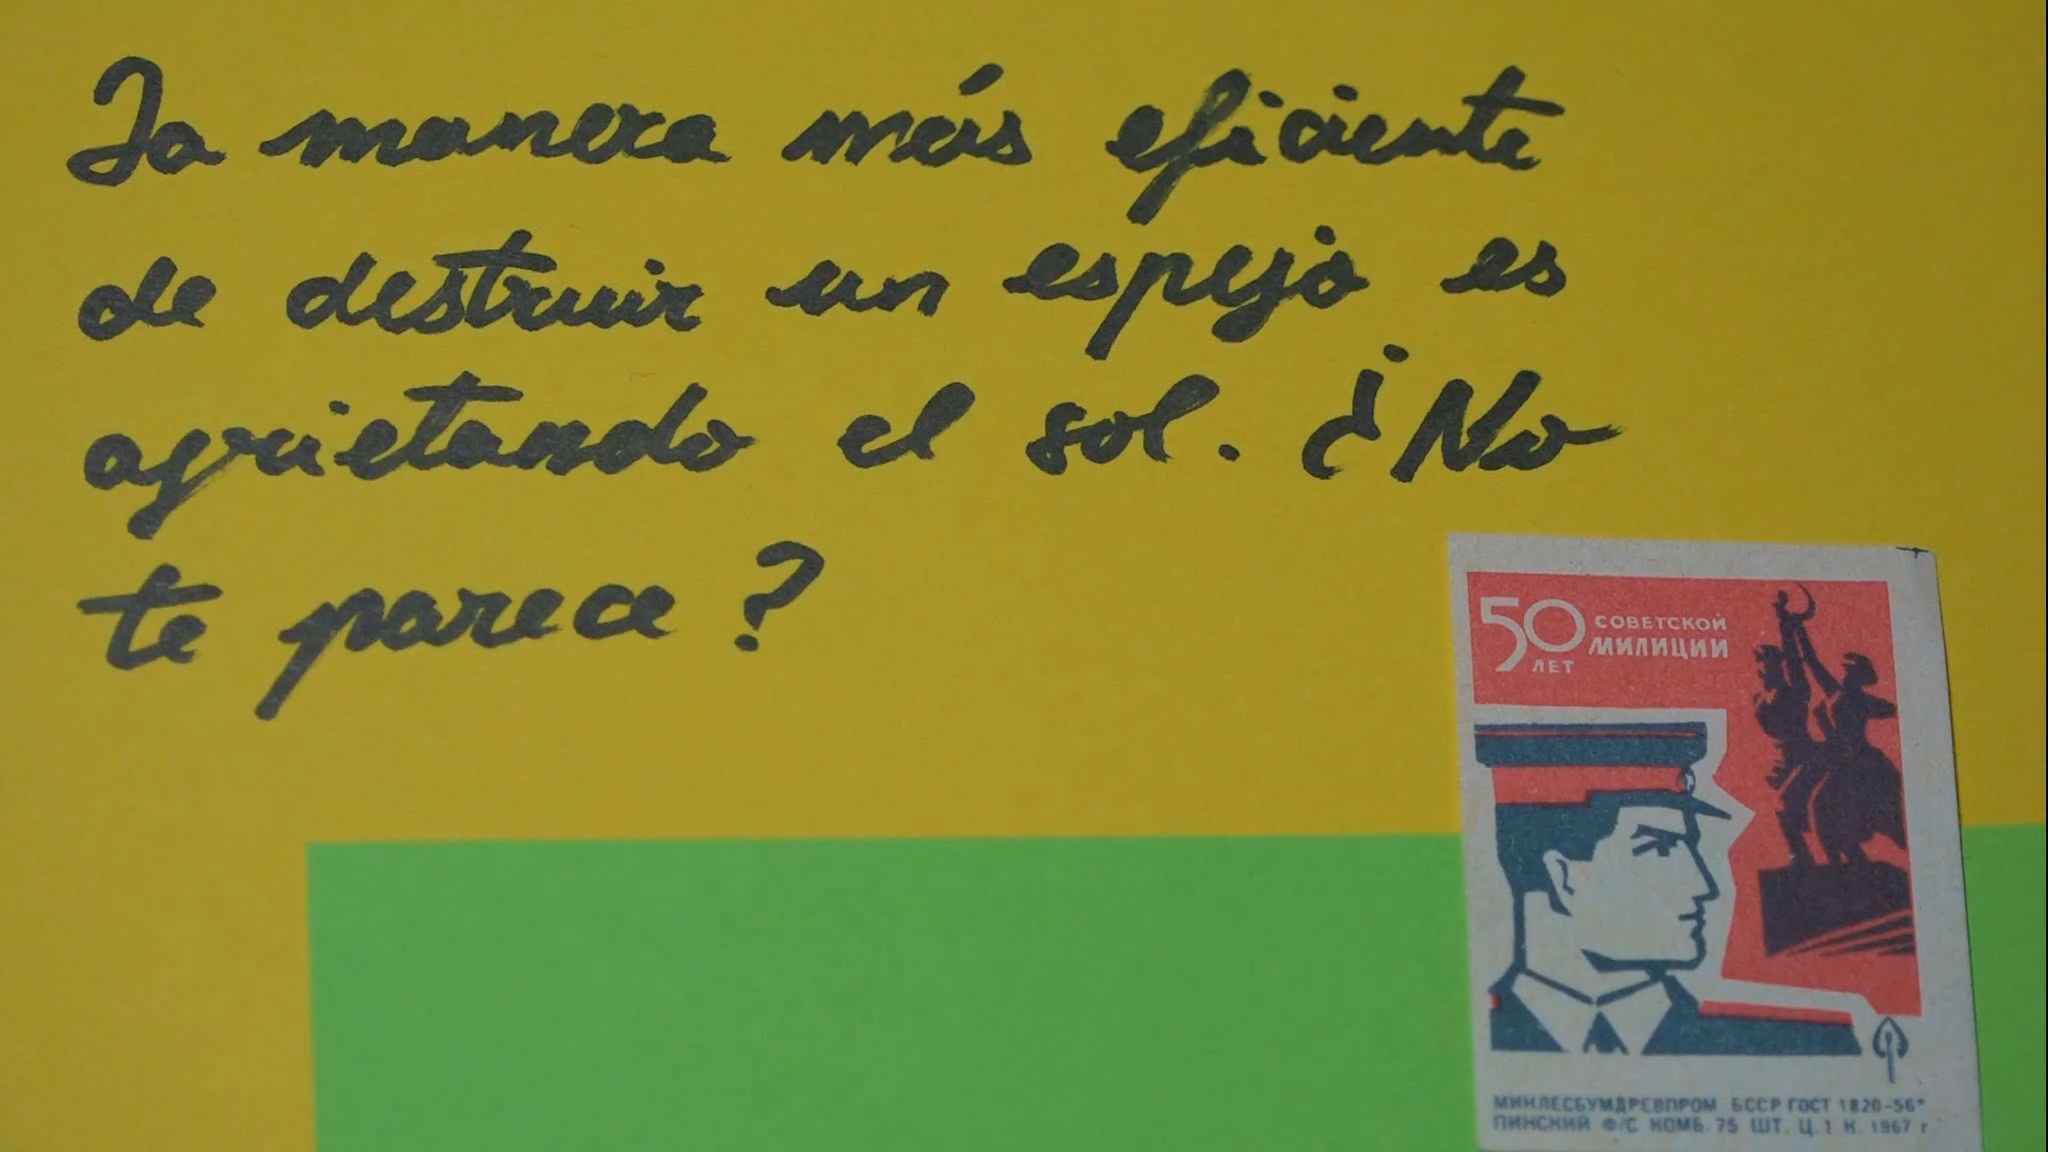 La manera más eficiente
de destruir un espejo es
agrietando el sol. ¿No
te parece?
50 ЛЕТ СОВЕТСКОЙ
МИЛИЦИИ
МИНЛЕСБУМДРЕВПРОМ БССР ГОСТ 1820-56*
ПИНСКИЙ Ф/С КОМБ. 75 ШТ. Ц. 1 К. 1967 г